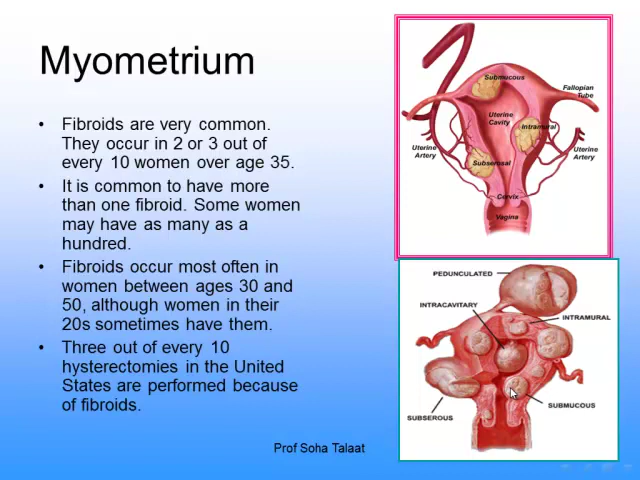 Myometrium
• Fibroids are very common.
They occur in 2 or 3 out of
every 10 women over age 35.
• It is common to have more
than one fibroid. Some women
may have as many as a
hundred.
• Fibroids occur most often in
women between ages 30 and
50, although women in their
20s sometimes have them.
• Three out of every 10
hysterectomies in the United
States are performed because
of fibroids.
Submucous
Fallopian
Tube
Uterine
Cavity
Intramural
Uterine
Artery
Uterine
Artery
Subserosal
Cervix
Vagina
PEDUNCULATED
INTRACAVITARY
INTRAMURAL
SUBMUCOUS
SUBSEROUS
Prof Soha Talaat